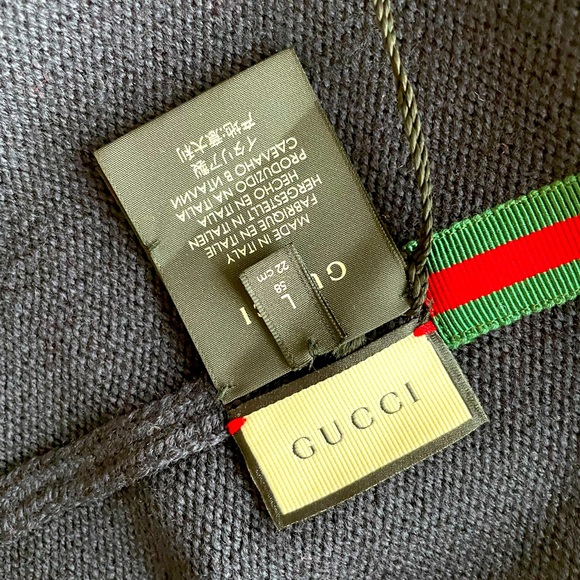 GUCCI
MADE IN ITALY
FABRIQUÉ EN ITALIE
HERGESTELLT IN ITALIEN
HECHO EN ITALIA
PRODUZIDO NA ITALIA
СДЕЛАНО В ИТАЛИИ
イタリア製
产地:意大利
L
58
22 cm
GUCCI